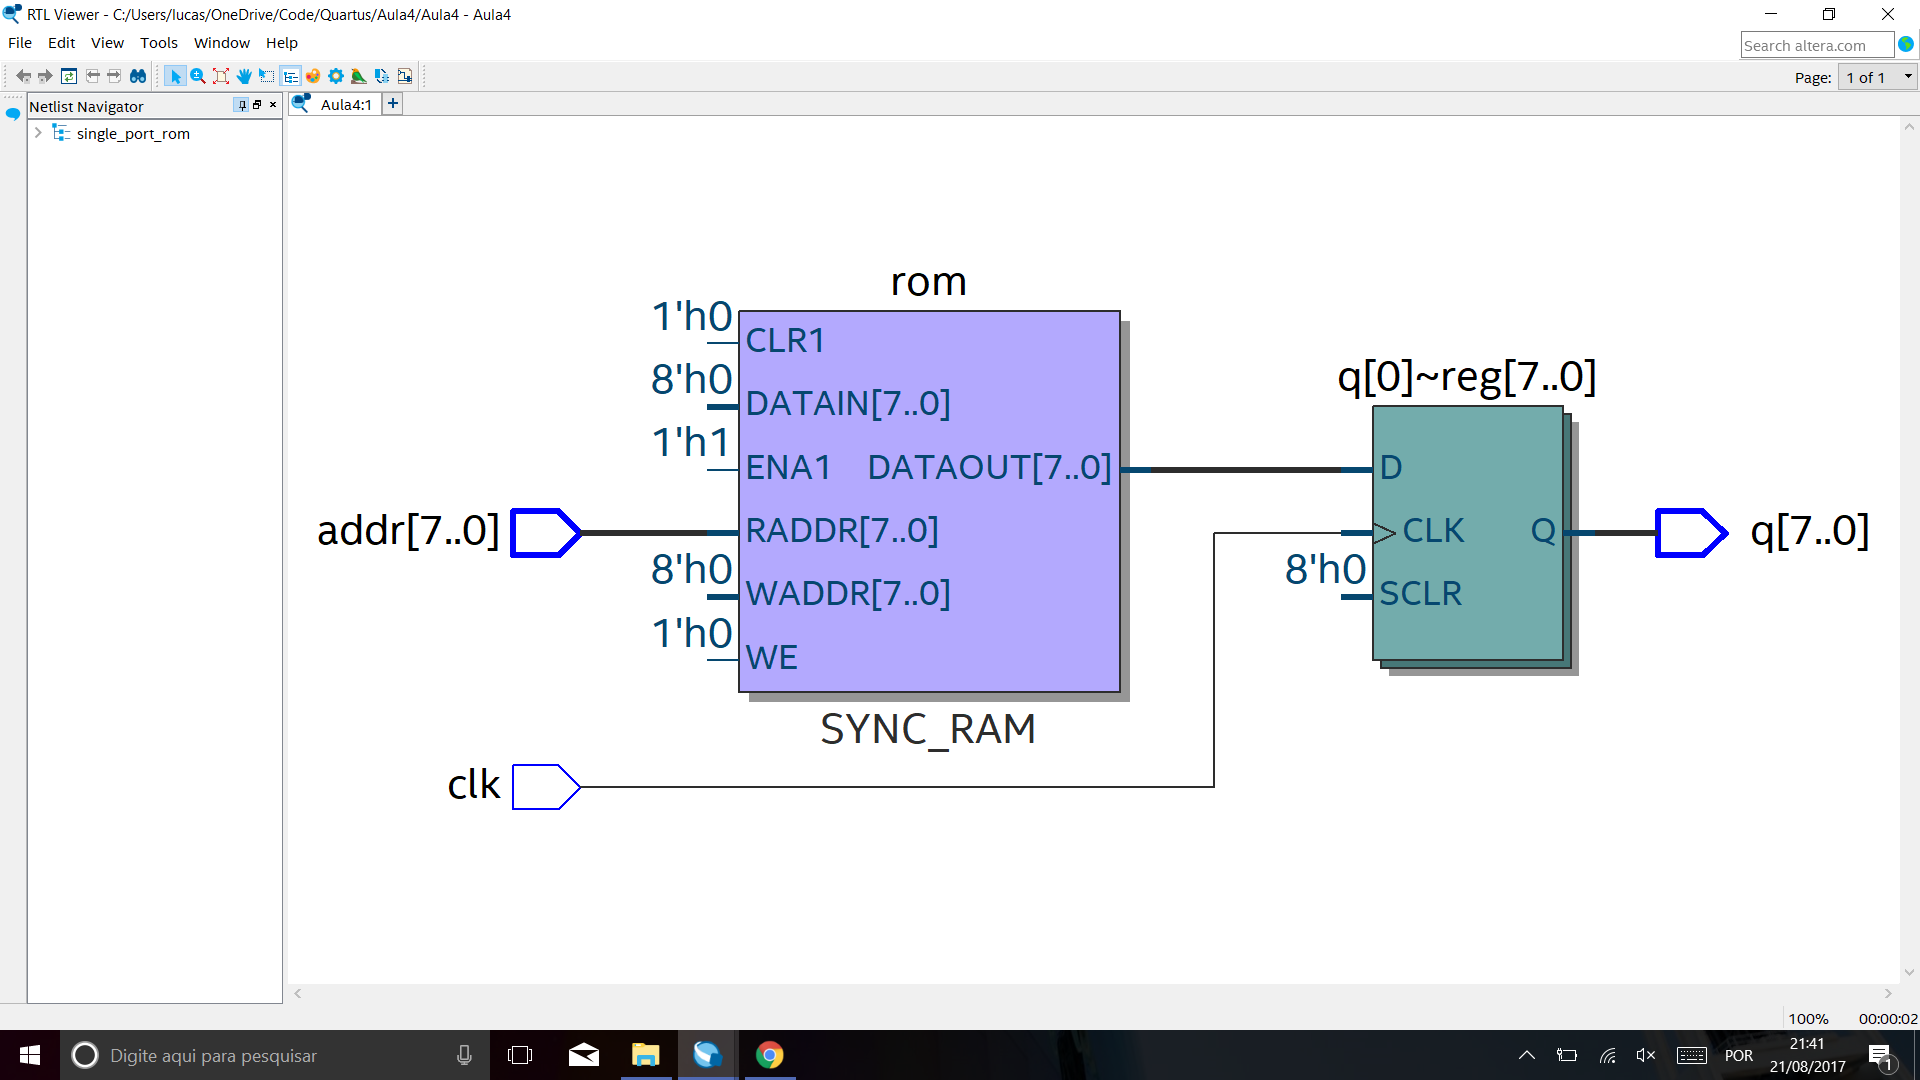 RTL Viewer - C:/Users/lucas/OneDrive/Code/Quartus/Aula4/Aula4 - Aula4
File Edit View Tools Window Help
Search altera.com
Page: 1 of 1
Netlist Navigator
Aula4:1
single_port_rom
rom
1'h0
CLR1
8'h0
DATAIN[7..0]
1'h1
ENA1 DATAOUT[7..0]
addr[7..0]
RADDR[7..0]
8'h0
WADDR[7..0]
1'h0
WE
SYNC_RAM
clk
q[0]~reg[7..0]
D
CLK Q
8'h0
SCLR
q[7..0]
100% 00:00:02
Digite aqui para pesquisar
POR
21:41
21/08/2017
1